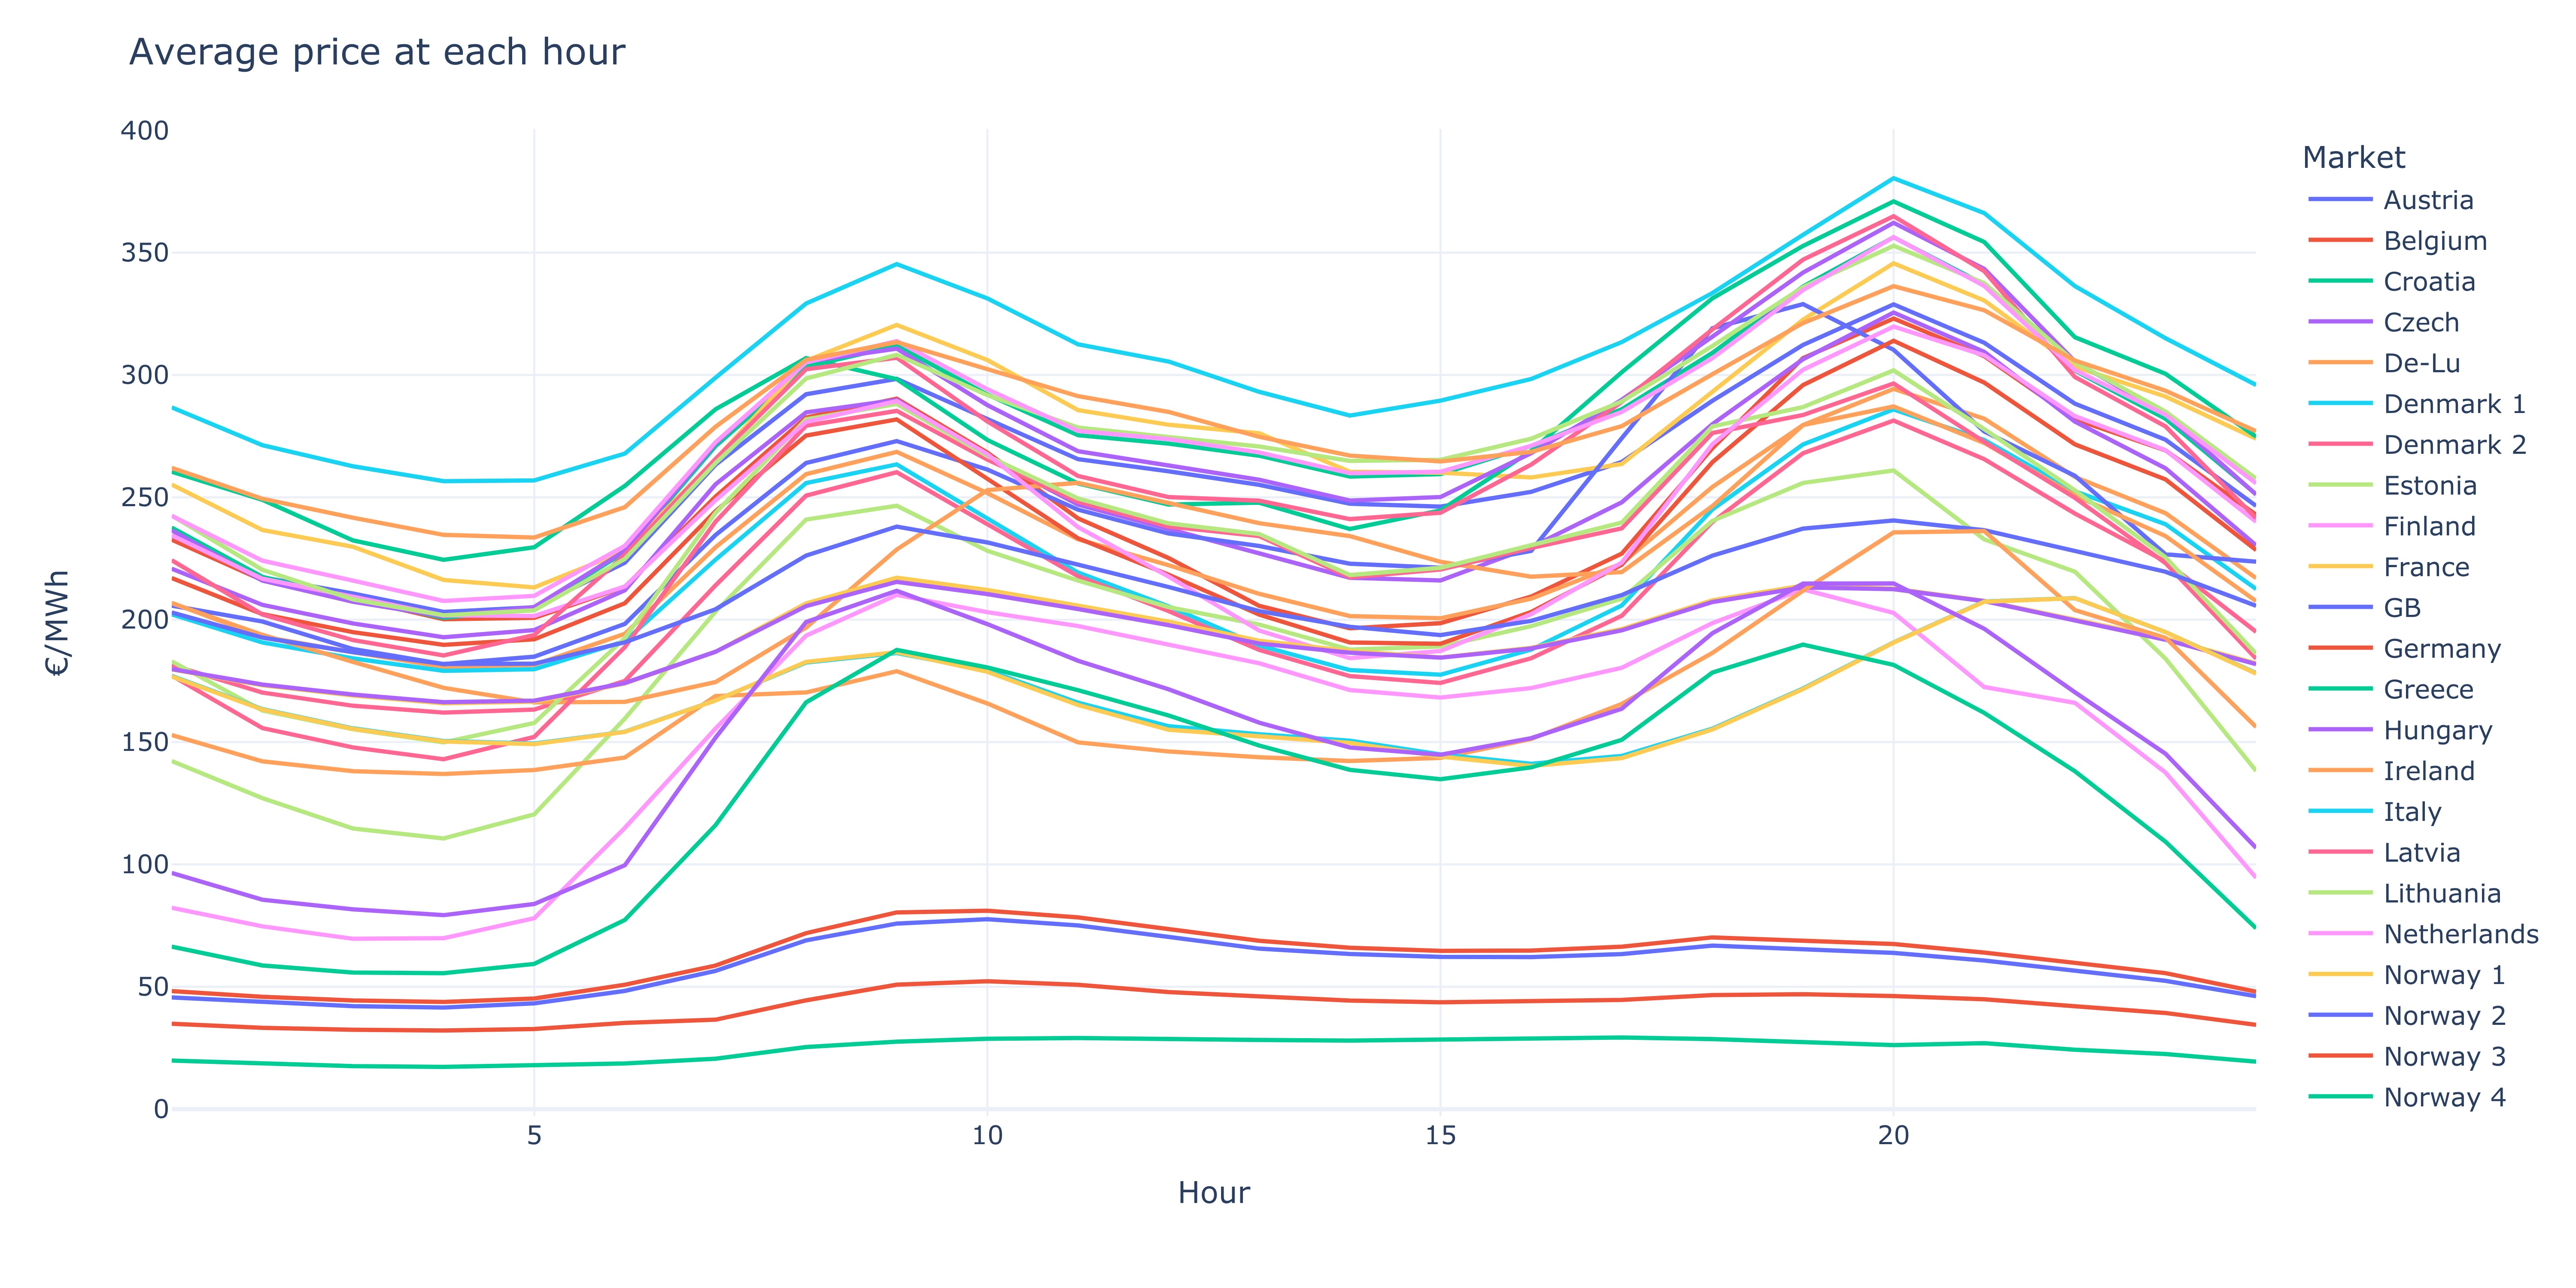 Average price at each hour
400
350
300
250
200
150
100
50
0
€/MWh
5
10
15
20
Hour
Market
Austria
Belgium
Croatia
Czech
De-Lu
Denmark 1
Denmark 2
Estonia
Finland
France
GB
Germany
Greece
Hungary
Ireland
Italy
Latvia
Lithuania
Netherlands
Norway 1
Norway 2
Norway 3
Norway 4